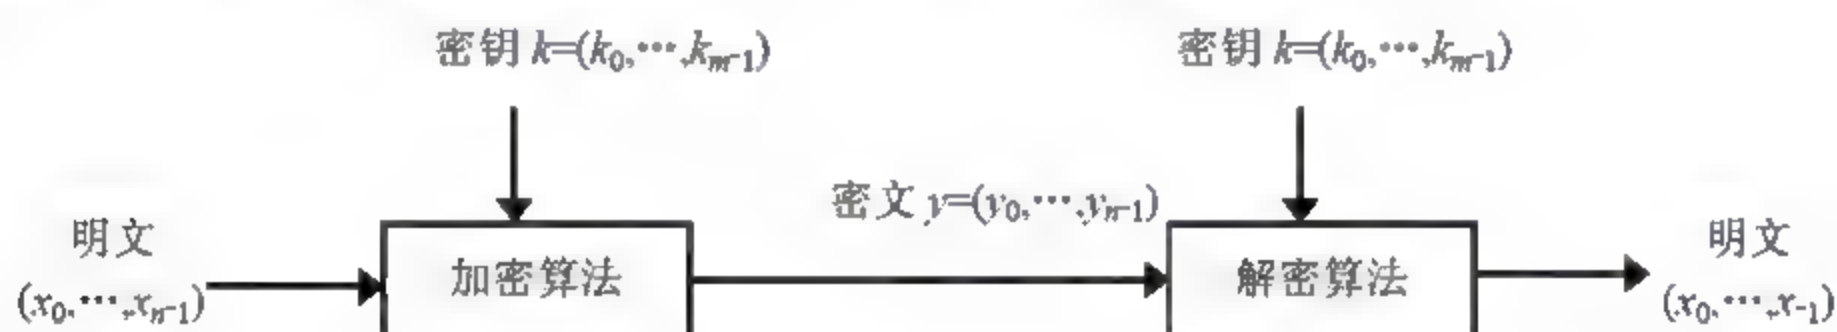 密钥 k=(k₀,…,kₘ₋₁)
密钥 k=(k₀,…,kₘ₋₁)
密文 y=(y₀,…,yₙ₋₁)
明文
(x₀,…,xₙ₋₁)
加密算法
解密算法
明文
(x₀,…,x₋₁)